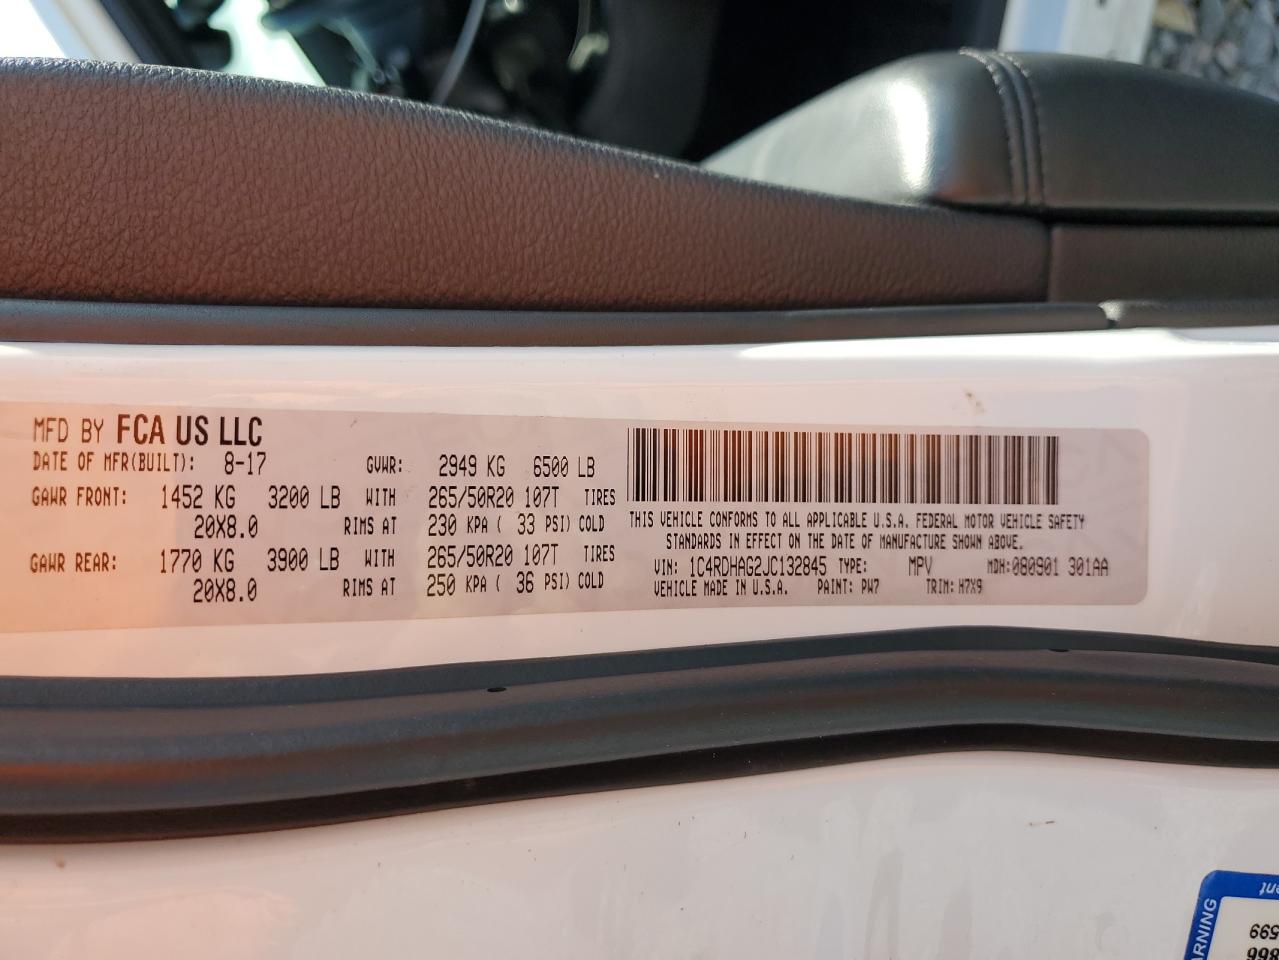 MFD BY FCA US LLC
DATE OF MFR(BUILT): 8-17 GVWR: 2949 KG 6500 LB
GAWR FRONT: 1452 KG 3200 LB WITH 265/50R20 107T TIRES
20X8.0 RIMS AT 230 KPA ( 33 PSI) COLD
GAWR REAR: 1770 KG 3900 LB WITH 265/50R20 107T TIRES
20X8.0 RIMS AT 250 KPA ( 36 PSI) COLD
THIS VEHICLE CONFORMS TO ALL APPLICABLE U.S.A. FEDERAL MOTOR VEHICLE SAFETY
STANDARDS IN EFFECT ON THE DATE OF MANUFACTURE SHOWN ABOVE.
VIN: 1C4RDHAG2JC132845 TYPE: MPV MDH:080901 301AA
VEHICLE MADE IN U.S.A. PAINT: PW7 TRIM: H7X9
ARNING
ent
599
866